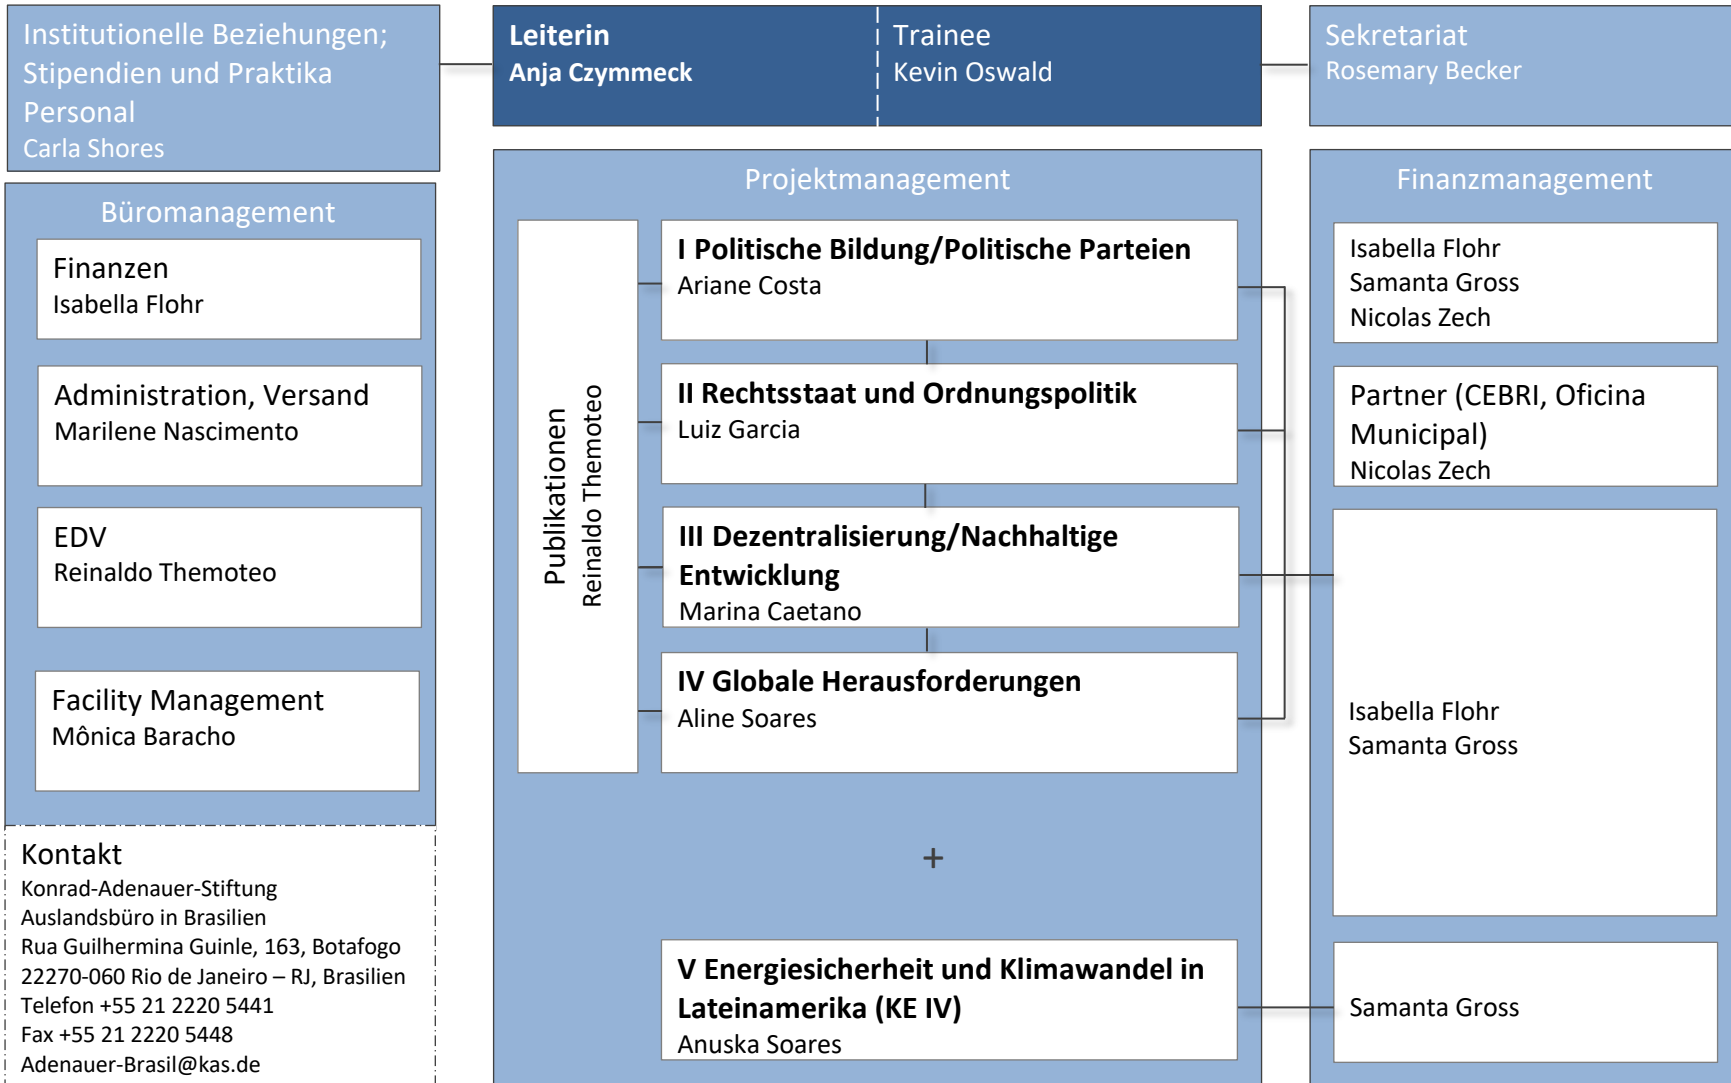 Institutionelle Beziehungen;
Stipendien und Praktika
Personal
Carla Shores
Leiterin
Anja Czymmeck
Trainee
Kevin Oswald
Sekretariat
Rosemary Becker
Büromanagement
Finanzen
Isabella Flohr
Administration, Versand
Marilene Nascimento
EDV
Reinaldo Themoteo
Facility Management
Mônica Baracho
Kontakt
Konrad-Adenauer-Stiftung
Auslandsbüro in Brasilien
Rua Guilhermina Guinle, 163, Botafogo
22270-060 Rio de Janeiro – RJ, Brasilien
Telefon +55 21 2220 5441
Fax +55 21 2220 5448
Adenauer-Brasil@kas.de
Projektmanagement
Publikationen
Reinaldo Themoteo
I Politische Bildung/Politische Parteien
Ariane Costa
II Rechtsstaat und Ordnungspolitik
Luiz Garcia
III Dezentralisierung/Nachhaltige
Entwicklung
Marina Caetano
IV Globale Herausforderungen
Aline Soares
+
V Energiesicherheit und Klimawandel in
Lateinamerika (KE IV)
Anuska Soares
Finanzmanagement
Isabella Flohr
Samanta Gross
Nicolas Zech
Partner (CEBRI, Oficina
Municipal)
Nicolas Zech
Isabella Flohr
Samanta Gross
Samanta Gross